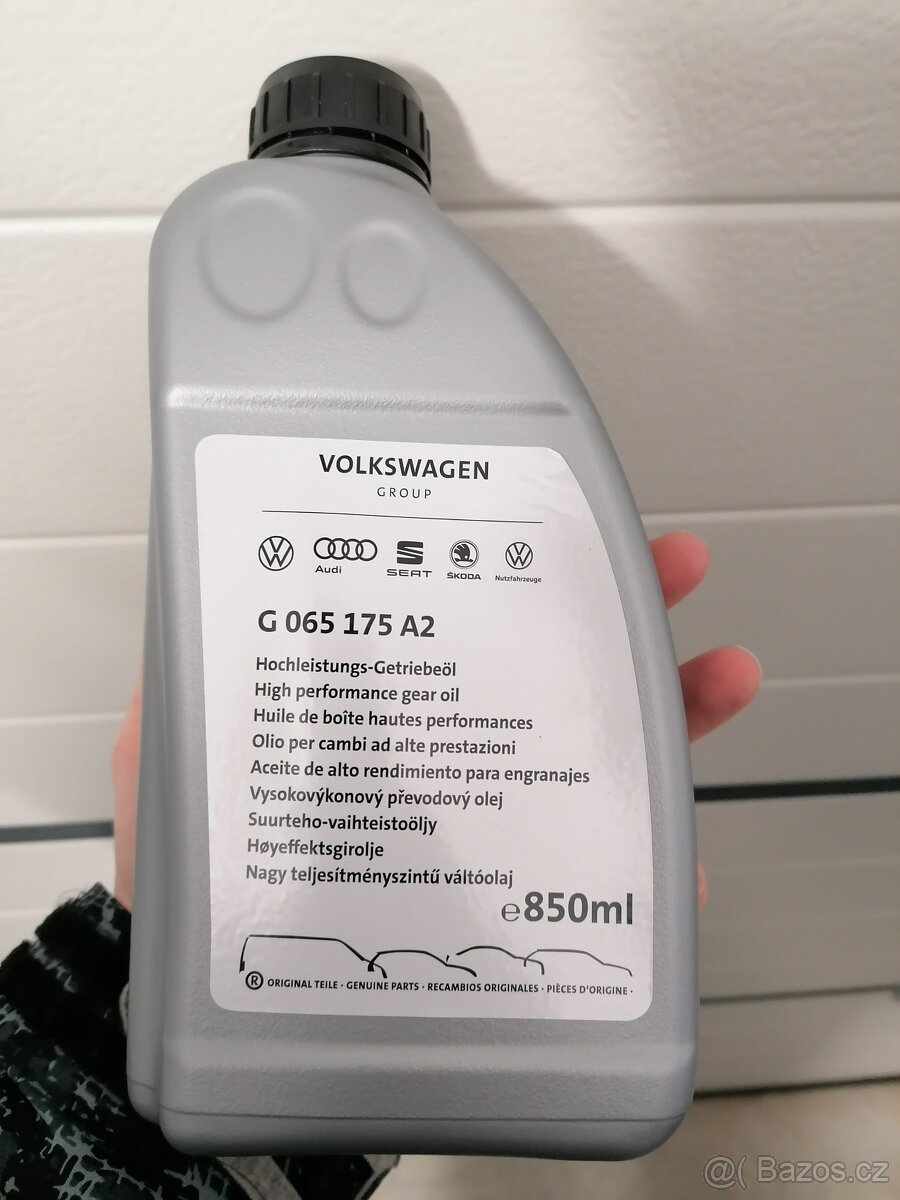 VOLKSWAGEN
GROUP
Audi
SEAT
ŠKODA
Nutzfahrzeuge
G 065 175 A2
Hochleistungs-Getriebeöl
High performance gear oil
Huile de boîte hautes performances
Olio per cambi ad alte prestazioni
Aceite de alto rendimiento para engranajes
Vysokovýkonový převodový olej
Suurteho-vaihteistoöljy
Høyeffektsgirolje
Nagy teljesítményszintű váltóolaj
℮850ml
® ORIGINAL TEILE · GENUINE PARTS · RECAMBIOS ORIGINALES · PIÈCES D'ORIGINE ·
@( Bazos.cz